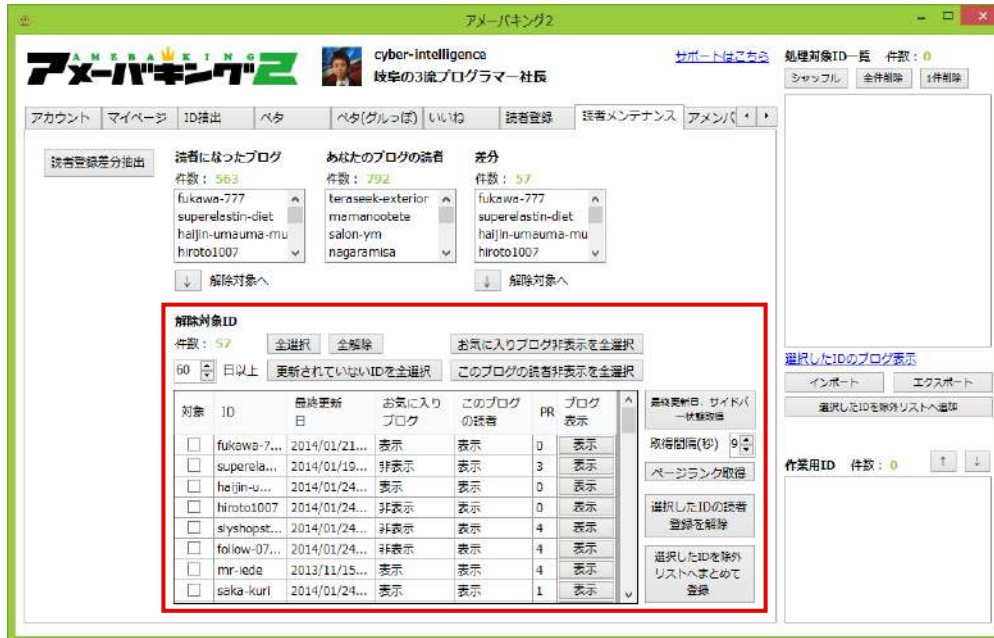 アメーバキング2
AMEBAKING
アメーバキング2
cyber-intelligence
岐阜の3流プログラマー社長
サポートはこちら
アカウント マイページ ID抽出 ペタ ペタ(グルっぽ) いいね 読者登録 読者メンテナンス アメンバ
読者登録差分抽出
読者になったブログ
件数： 563
fukawa-777
superelastin-diet
haijin-umauma-mu
hiroto1007
↓ 解除対象へ
あなたのブログの読者
件数： 792
teraseek-exterior
mamanootete
salon-ym
nagaramisa
差分
件数： 57
fukawa-777
superelastin-diet
haijin-umauma-mu
hiroto1007
↓ 解除対象へ
解除対象ID
件数： 57 全選択 全解除 お気に入りブログ非表示を全選択
60 日以上 更新されていないIDを全選択 このブログの読者非表示を全選択
対象 ID 最終更新日 お気に入りブログ このブログの読者 PR ブログ表示
fukawa-7... 2014/01/21... 表示 表示 0 表示
superela... 2014/01/19... 非表示 表示 3 表示
haijin-u... 2014/01/24... 表示 表示 0 表示
hiroto1007 2014/01/24... 非表示 表示 0 表示
slyshopst... 2014/01/24... 非表示 表示 4 表示
follow-07... 2014/01/24... 非表示 表示 4 表示
mr-lede 2013/11/15... 表示 表示 4 表示
saka-kuri 2014/01/24... 表示 表示 1 表示
最終更新日、サイドバ
ー状態取得
取得間隔(秒) 9
ページランク取得
選択したIDの読者
登録を解除
選択したIDを除外
リストへまとめて
登録
処理対象ID一覧 件数： 0
シャッフル 全件削除 1件削除
選択したIDのブログ表示
インポート エクスポート
選択したIDを除外リストへ追加
作業用ID 件数： 0 ↑ ↓